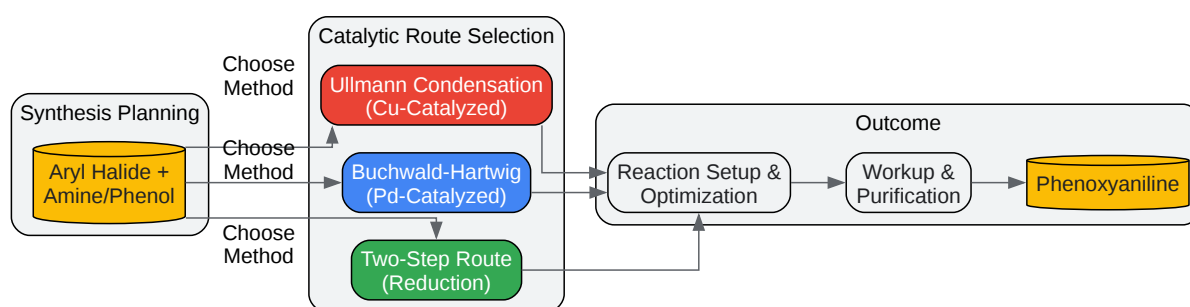 Synthesis Planning
Aryl Halide +
Amine/Phenol
Choose
Method
Choose
Method
Choose
Method
Catalytic Route Selection
Ullmann Condensation
(Cu-Catalyzed)
Buchwald-Hartwig
(Pd-Catalyzed)
Two-Step Route
(Reduction)
Outcome
Reaction Setup &
Optimization
Workup &
Purification
Phenoxyaniline